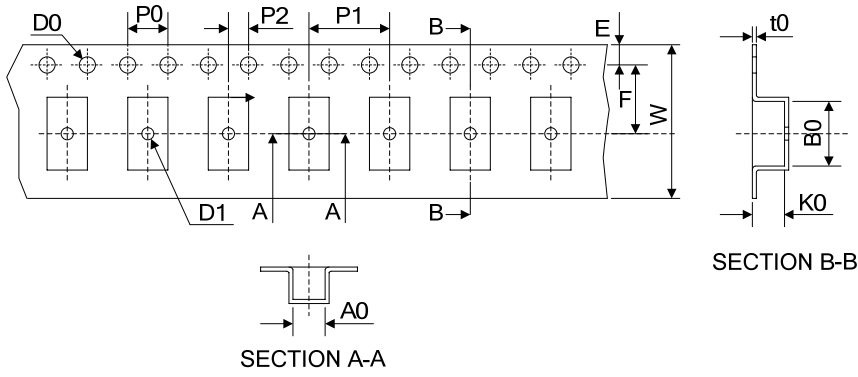 D0 P0 P2 P1 B E t0
F W B0
D1 A A B K0
SECTION B-B
A0
SECTION A-A